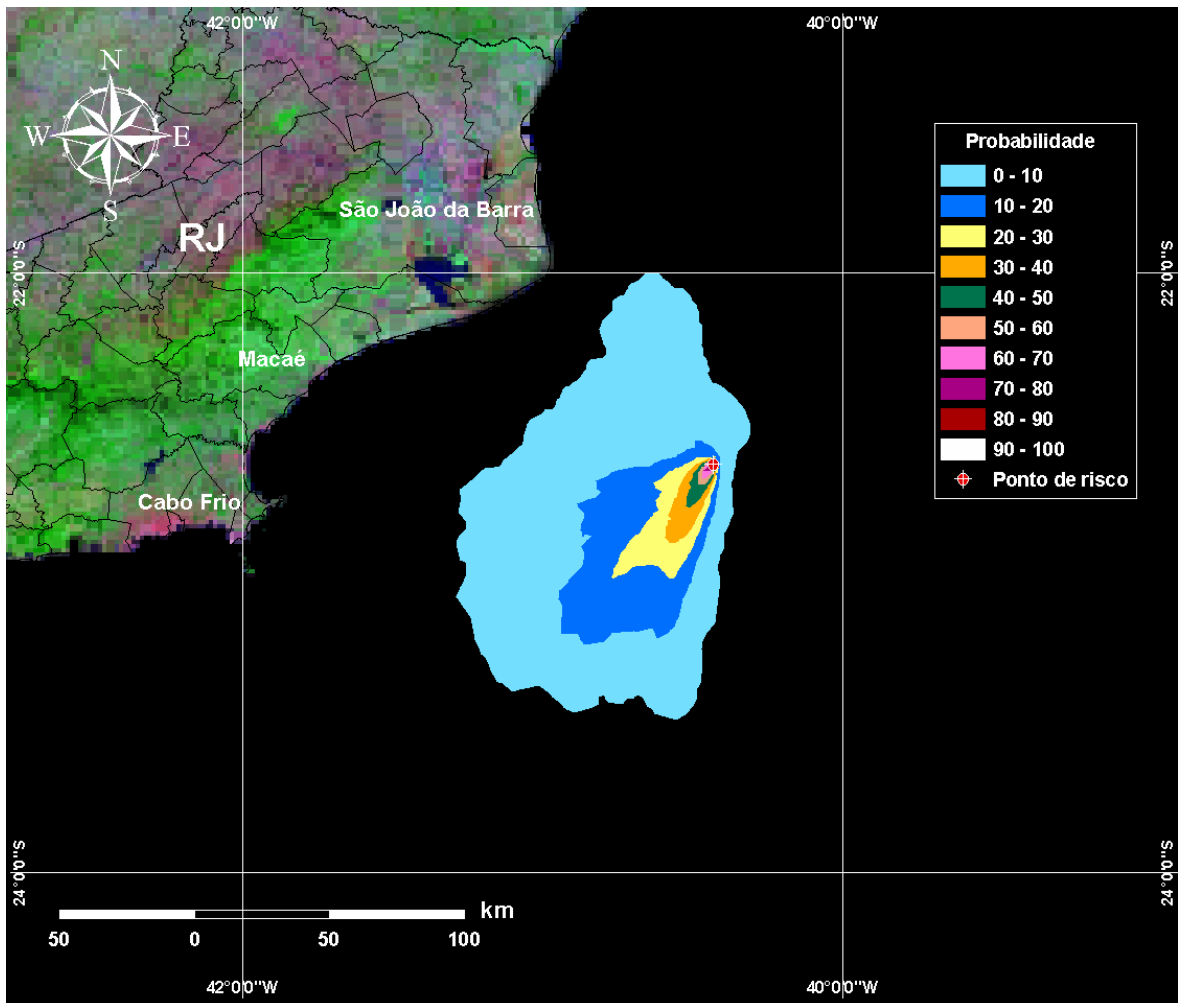 42°0'0"W
40°0'0"W
N
W
E
S
RJ
São João da Barra
Macaé
Cabo Frio
22°0'0"S
22°0'0"S
Probabilidade
0 - 10
10 - 20
20 - 30
30 - 40
40 - 50
50 - 60
60 - 70
70 - 80
80 - 90
90 - 100
Ponto de risco
24°0'0"S
24°0'0"S
km
50
0
50
100
42°0'0"W
40°0'0"W